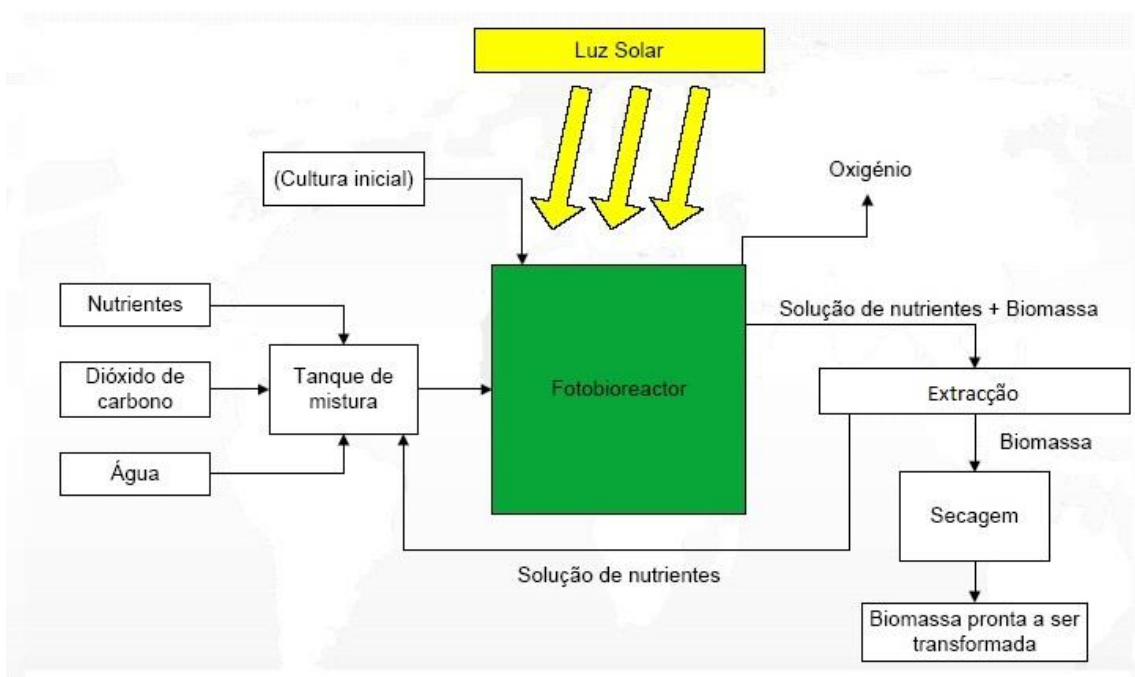 Luz Solar
(Cultura inicial)
Oxigénio
Nutrientes
Solução de nutrientes + Biomassa
Dióxido de
carbono
Tanque de
mistura
Fotobioreactor
Extracção
Biomassa
Água
Secagem
Solução de nutrientes
Biomassa pronta a ser
transformada